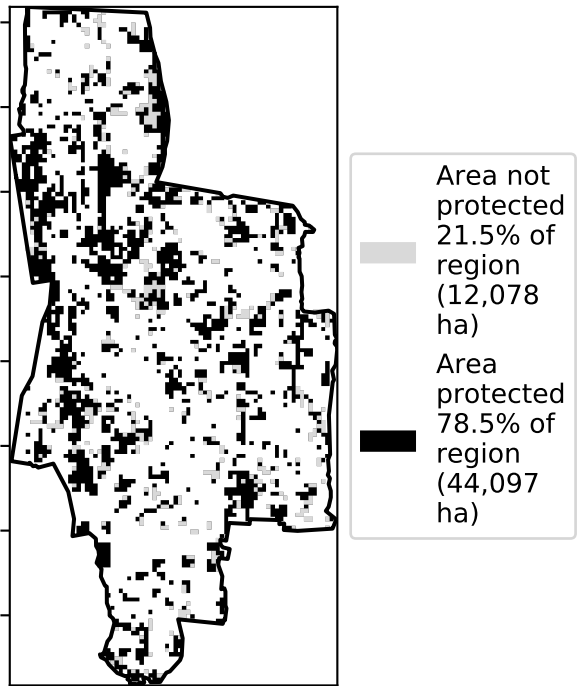 Area not
protected
21.5% of
region
(12,078
ha)
Area
protected
78.5% of
region
(44,097
ha)